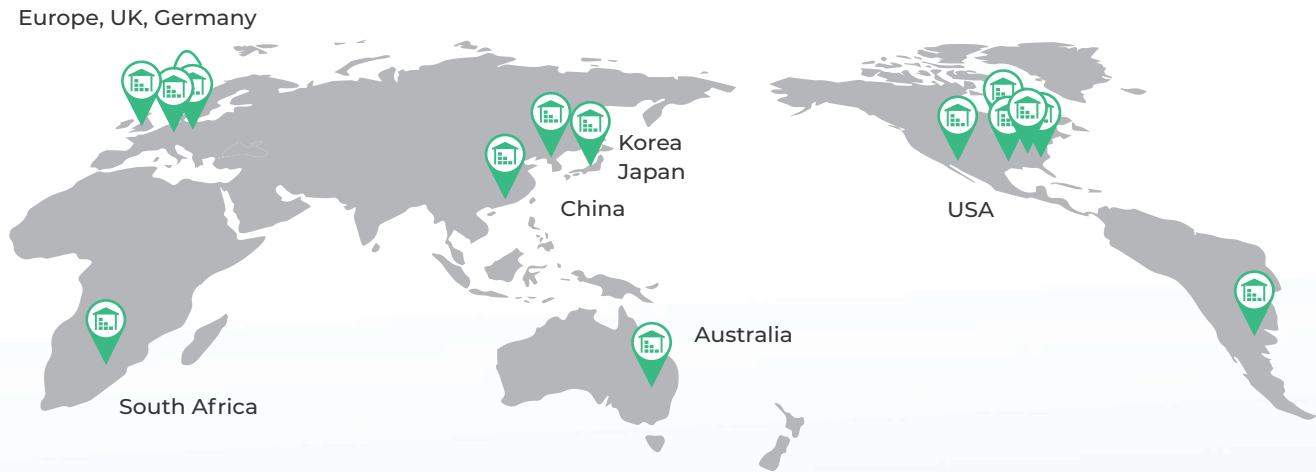 Europe, UK, Germany
Korea
Japan
China
USA
Australia
South Africa